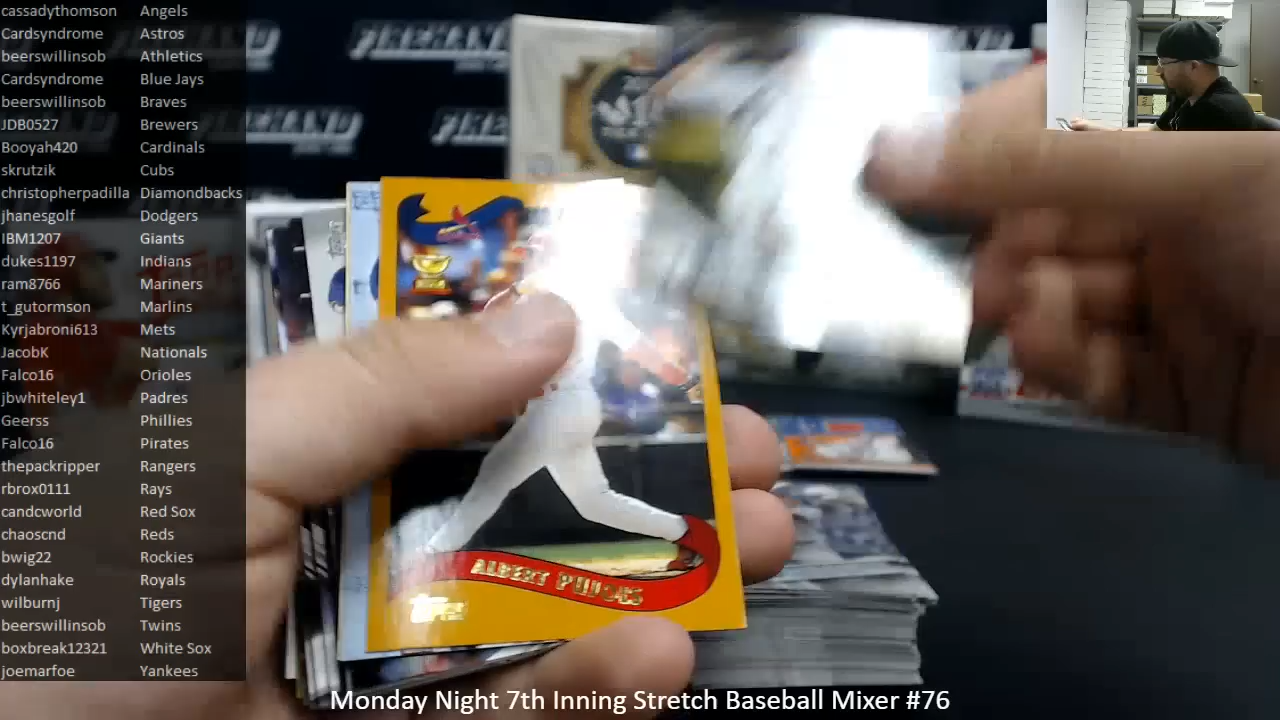 cassadythomson Angels
Cardsyndrome Astros
beerswillinsob Athletics
Cardsyndrome Blue Jays
beerswillinsob Braves
JDB0527 Brewers
Booyah420 Cardinals
skrutzik Cubs
christopherpadilla Diamondbacks
jhanesgolf Dodgers
IBM1207 Giants
dukes1197 Indians
ram8766 Mariners
t_gutormson Marlins
Kyrjabroni613 Mets
JacobK Nationals
Falco16 Orioles
jbwhiteley1 Padres
Geerss Phillies
Falco16 Pirates
thepackripper Rangers
rbrox0111 Rays
candcworld Red Sox
chaoscnd Reds
bwig22 Rockies
dylanhake Royals
wilburnj Tigers
beerswillinsob Twins
boxbreak12321 White Sox
joemarfoe Yankees
FIREHAND
ALBERT PUJOLS
Topps
Monday Night 7th Inning Stretch Baseball Mixer #76